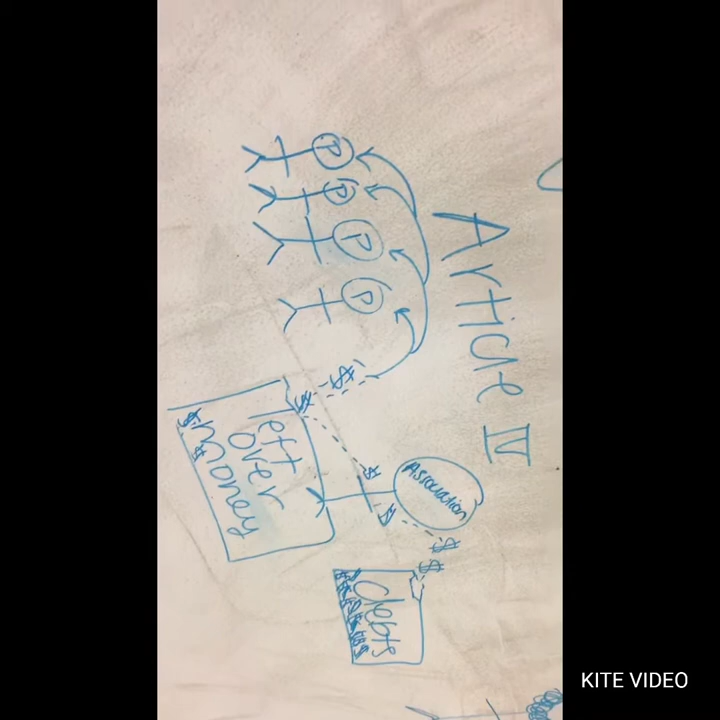 Article IV
P
P
P
P
$
$
$
$
Association
$
$
left
over
money
$$
debts
KITE VIDEO